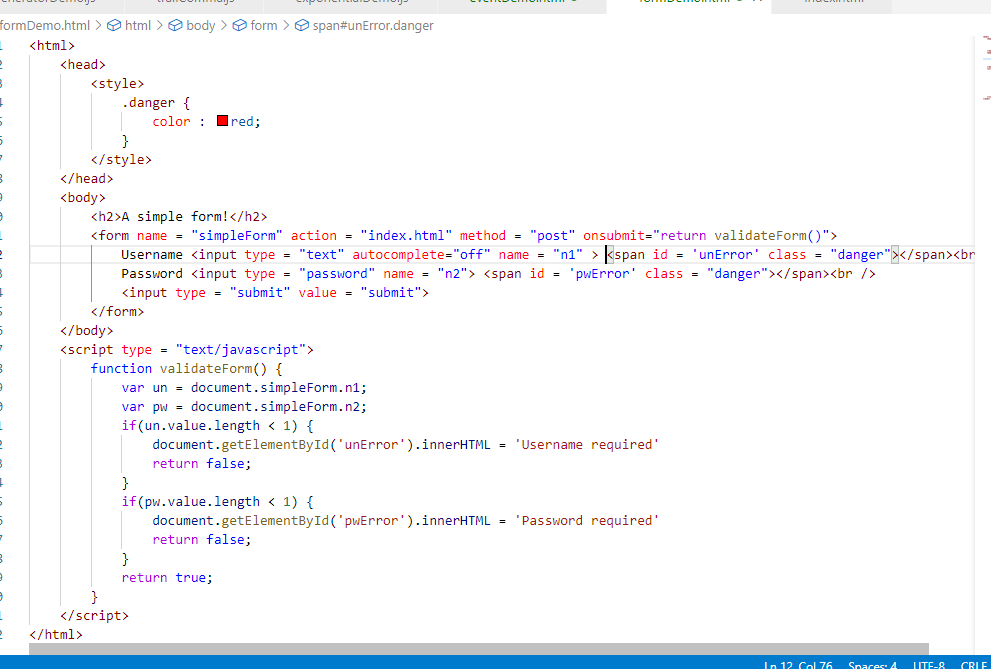 formDemo.html > html > body > form > span#unError.danger
<html>
<head>
<style>
.danger {
color : red;
}
</style>
</head>
<body>
<h2>A simple form!</h2>
<form name = "simpleForm" action = "index.html" method = "post" onsubmit="return validateForm()">
Username <input type = "text" autocomplete="off" name = "n1" > <span id = 'unError' class = "danger"></span><br
Password <input type = "password" name = "n2"> <span id = 'pwError' class = "danger"></span><br />
<input type = "submit" value = "submit">
</form>
</body>
<script type = "text/javascript">
function validateForm() {
var un = document.simpleForm.n1;
var pw = document.simpleForm.n2;
if(un.value.length < 1) {
document.getElementById('unError').innerHTML = 'Username required'
return false;
}
if(pw.value.length < 1) {
document.getElementById('pwError').innerHTML = 'Password required'
return false;
}
return true;
}
</script>
</html>
Ln 12, Col 76 Spaces: 4 UTF-8 CRLF